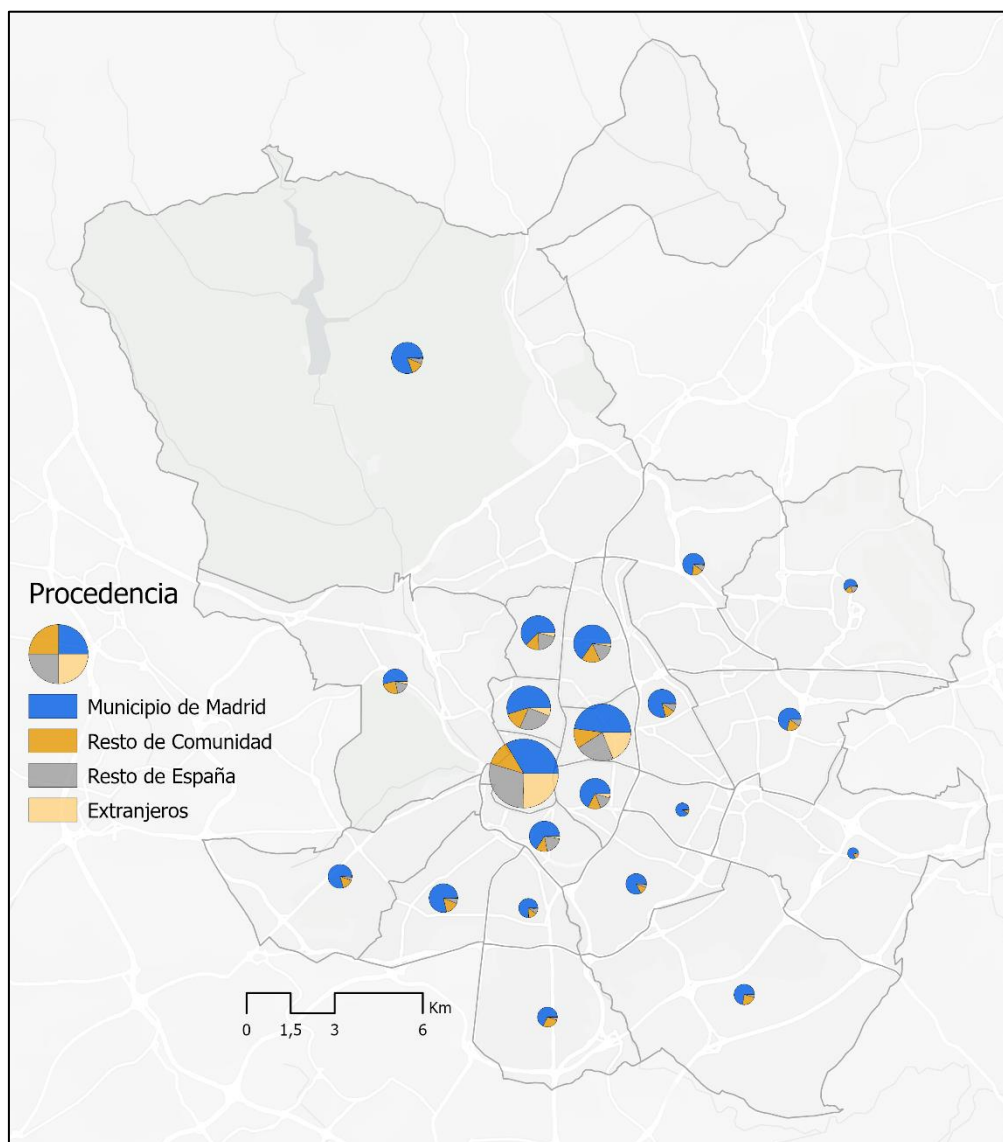 Procedencia
Municipio de Madrid
Resto de Comunidad
Resto de España
Extranjeros
Km
0 1,5 3 6